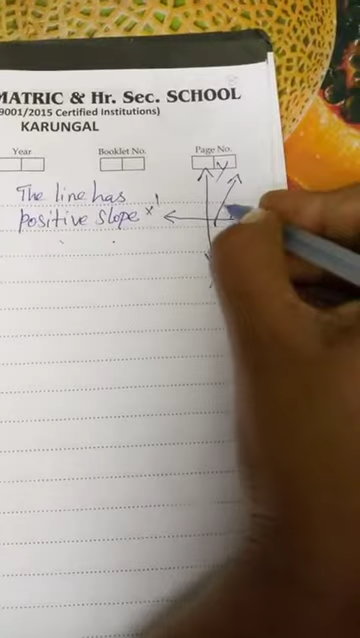 MATRIC & Hr. Sec. SCHOOL
9001/2015 Certified Institutions)
KARUNGAL
Year Booklet No. Page No.
The line has
positive slope
x'
y